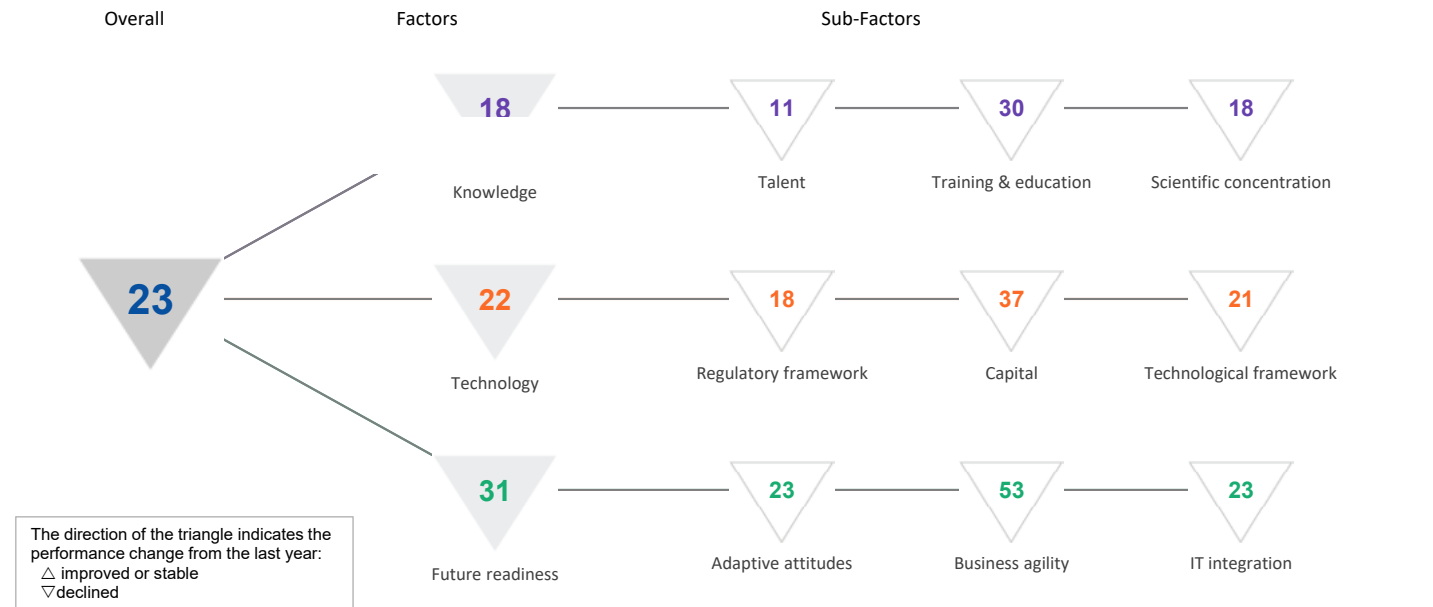 Overall Factors Sub-Factors
18 11 30 18
Knowledge Talent Training & education Scientific concentration
23 22 18 37 21
Technology Regulatory framework Capital Technological framework
31 23 53 23
Future readiness Adaptive attitudes Business agility IT integration
The direction of the triangle indicates the
performance change from the last year:
△ improved or stable
▽declined